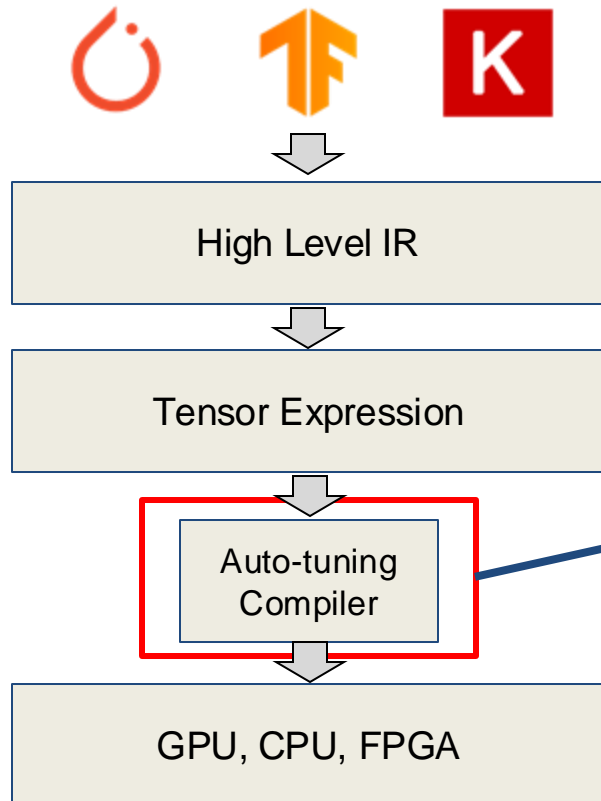 K
High Level IR
Tensor Expression
Auto-tuning
Compiler
GPU, CPU, FPGA